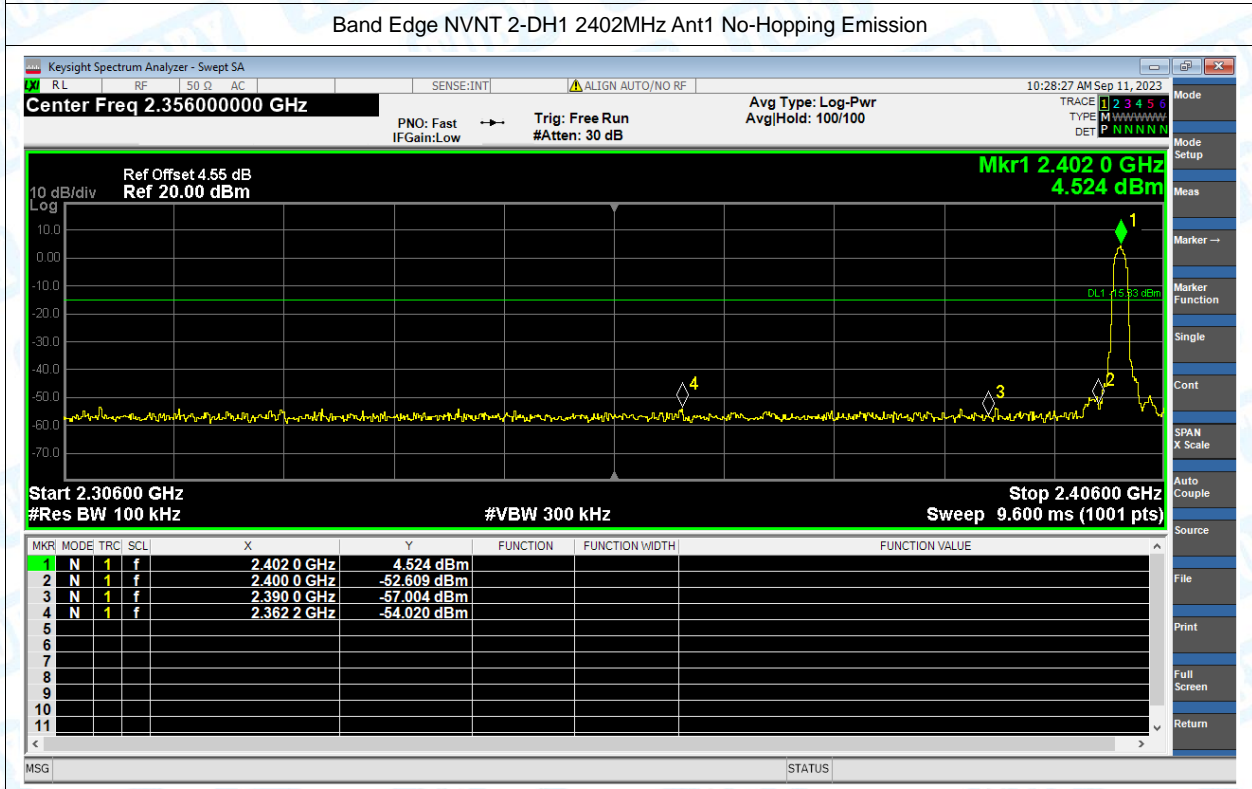 Band Edge NVNT 2-DH1 2402MHz Ant1 No-Hopping Emission
Keysight Spectrum Analyzer - Swept SA
LXI RL RF 50 Ω AC SENSE:INT ALIGN AUTO/NO RF 10:28:27 AM Sep 11, 2023
Center Freq 2.356000000 GHz
PNO: Fast
IFGain:Low
Trig: Free Run
#Atten: 30 dB
Avg Type: Log-Pwr
Avg|Hold: 100/100
TRACE 1 2 3 4 5 6
TYPE M WWWWW
DET P N N N N N
Mkr1 2.402 0 GHz
4.524 dBm
Ref Offset 4.55 dB
10 dB/div Ref 20.00 dBm
Log
10.0
0.00
-10.0
-20.0
-30.0
-40.0
-50.0
-60.0
-70.0
1
DL1 -15.93 dBm
4
3
2
Start 2.30600 GHz Stop 2.40600 GHz
#Res BW 100 kHz #VBW 300 kHz Sweep 9.600 ms (1001 pts)
MKR MODE TRC SCL X Y FUNCTION FUNCTION WIDTH FUNCTION VALUE
1 N 1 f 2.402 0 GHz 4.524 dBm
2 N 1 f 2.400 0 GHz -52.609 dBm
3 N 1 f 2.390 0 GHz -57.004 dBm
4 N 1 f 2.362 2 GHz -54.020 dBm
5
6
7
8
9
10
11
MSG STATUS
Mode
Mode
Setup
Meas
Marker →
Marker
Function
Single
Cont
SPAN
X Scale
Auto
Couple
Source
File
Print
Full
Screen
Return